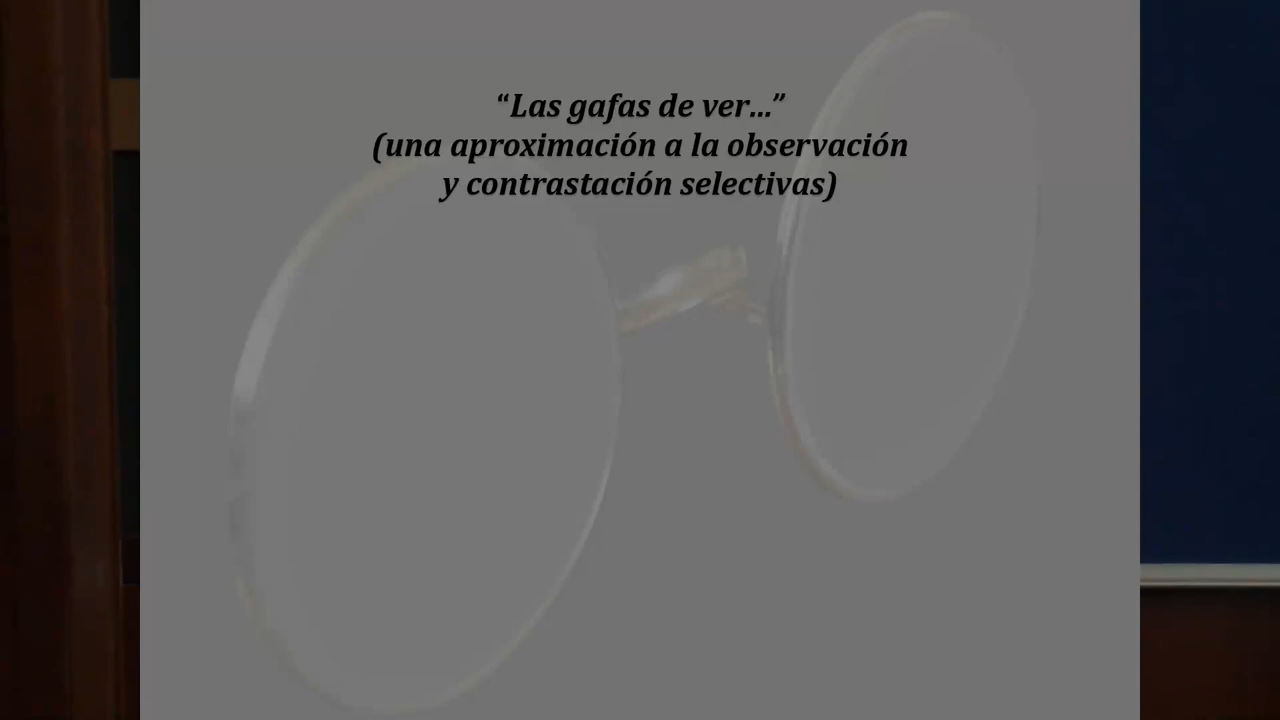 “Las gafas de ver...”
(una aproximación a la observación
y contrastación selectivas)